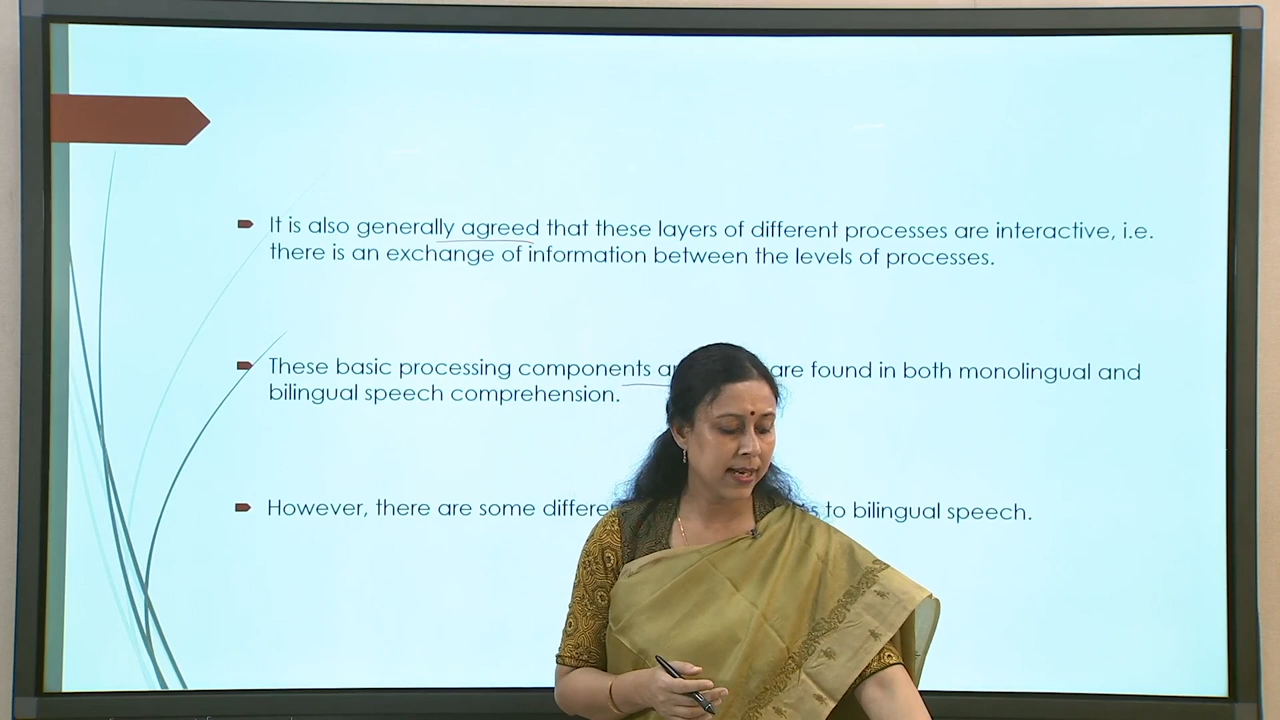 It is also generally agreed that these layers of different processes are interactive, i.e.
there is an exchange of information between the levels of processes.
These basic processing components are found in both monolingual and
bilingual speech comprehension.
However, there are some to bilingual speech.